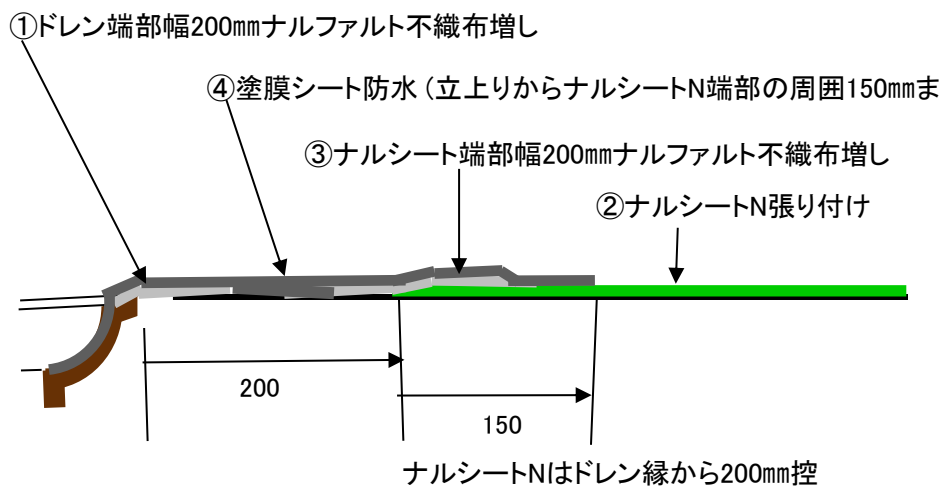 ①ドレン端部幅200㎜ナルファルト不織布増し
④塗膜シート防水（立上りからナルシートN端部の周囲150㎜ま
③ナルシート端部幅200㎜ナルファルト不織布増し
②ナルシートN張り付け
200
150
ナルシートNはドレン縁から200㎜控